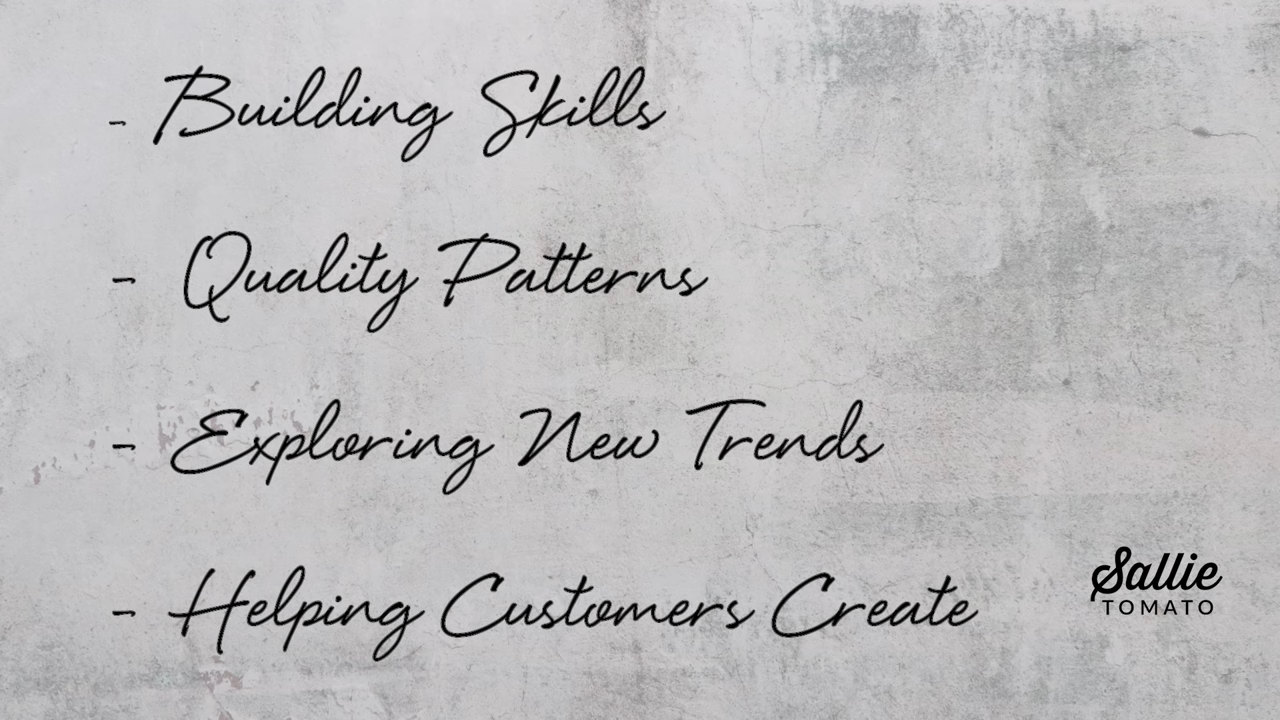 - Building Skills
- Quality Patterns
- Exploring New Trends
- Helping Customers Create
Sallie
TOMATO